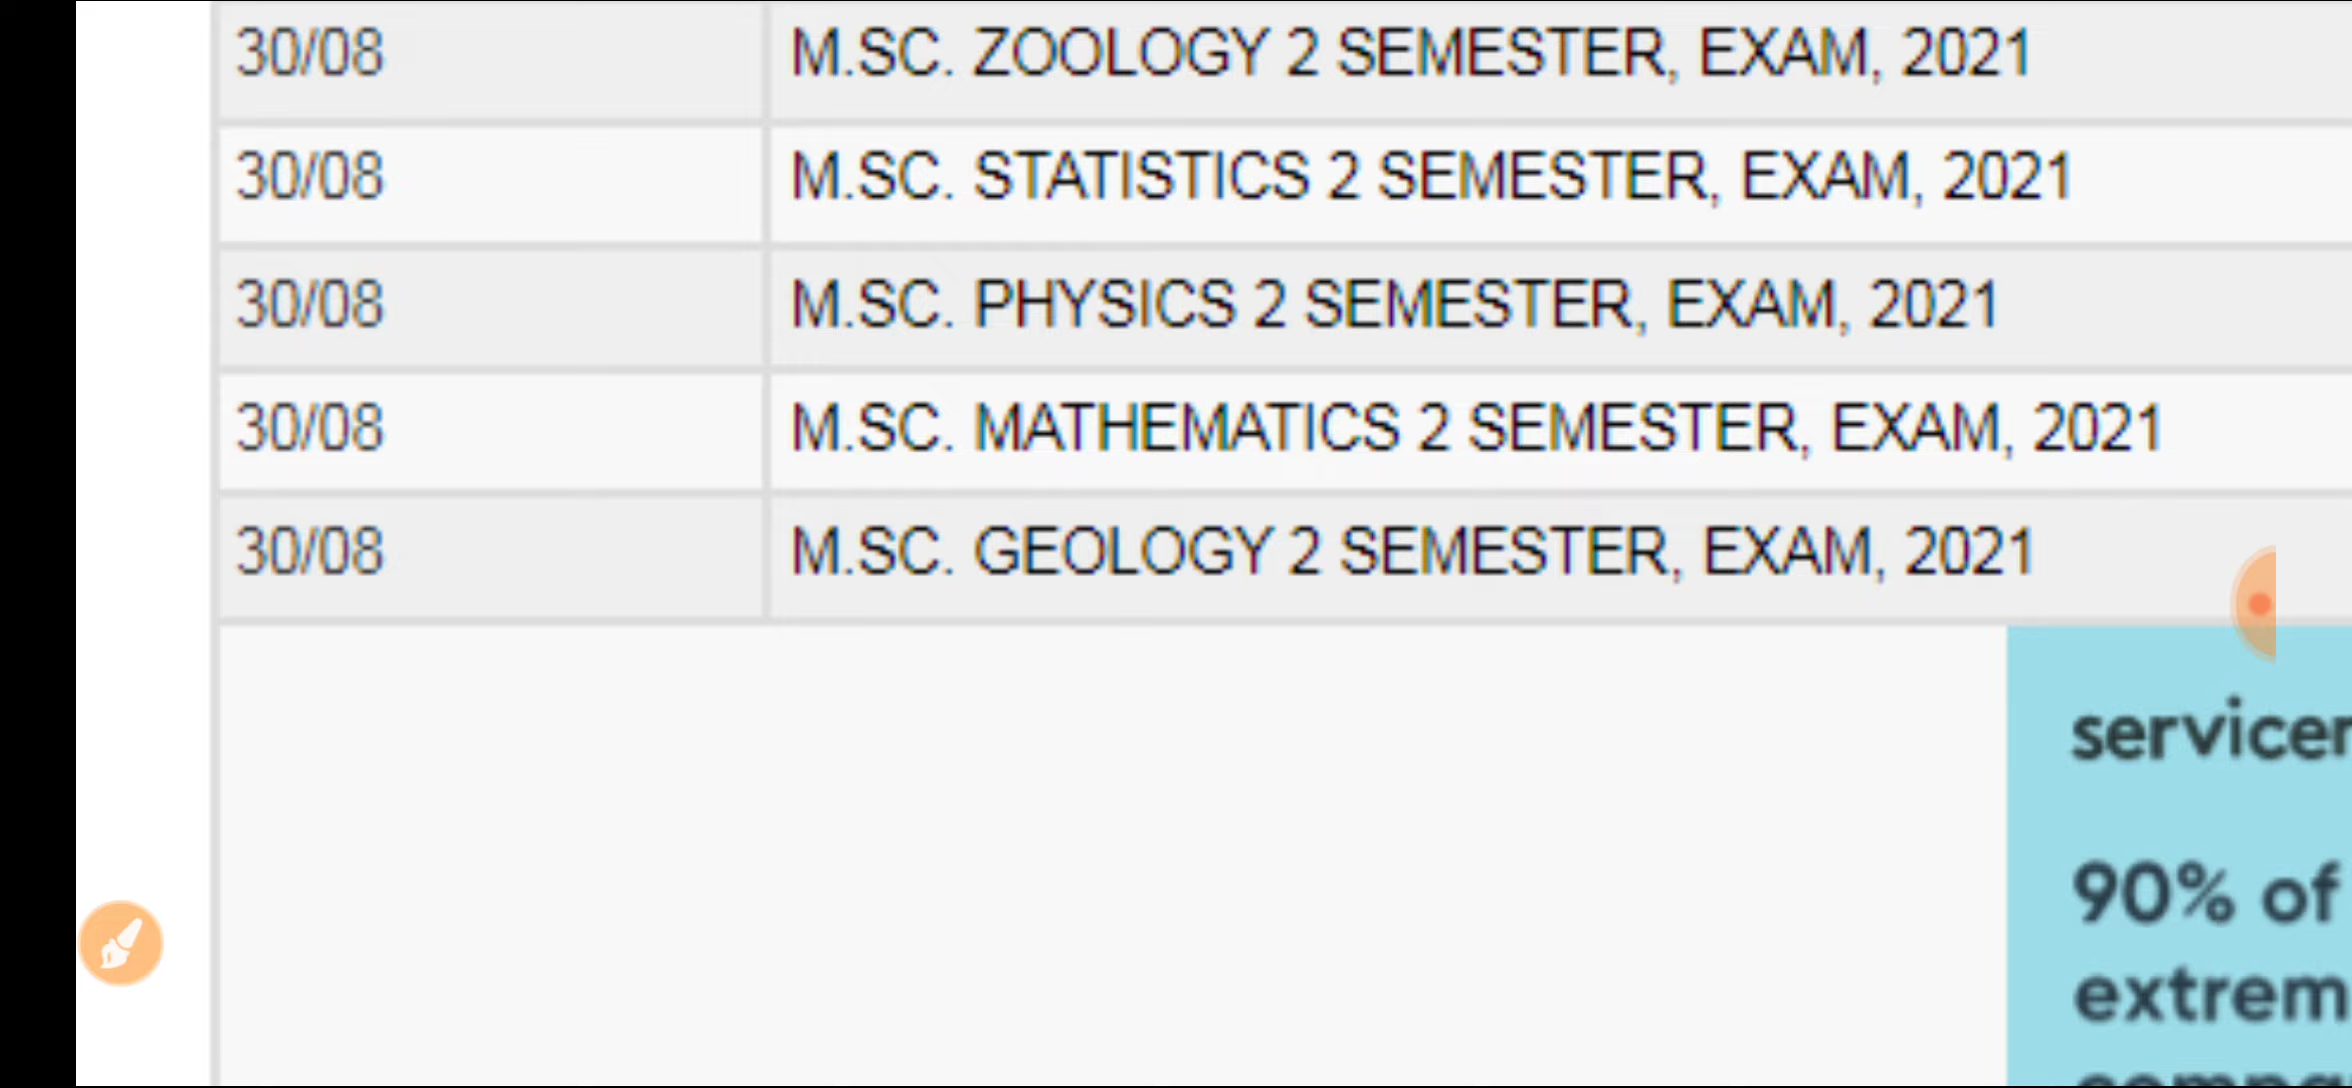 30/08 M.SC. ZOOLOGY 2 SEMESTER, EXAM, 2021
30/08 M.SC. STATISTICS 2 SEMESTER, EXAM, 2021
30/08 M.SC. PHYSICS 2 SEMESTER, EXAM, 2021
30/08 M.SC. MATHEMATICS 2 SEMESTER, EXAM, 2021
30/08 M.SC. GEOLOGY 2 SEMESTER, EXAM, 2021
90% of